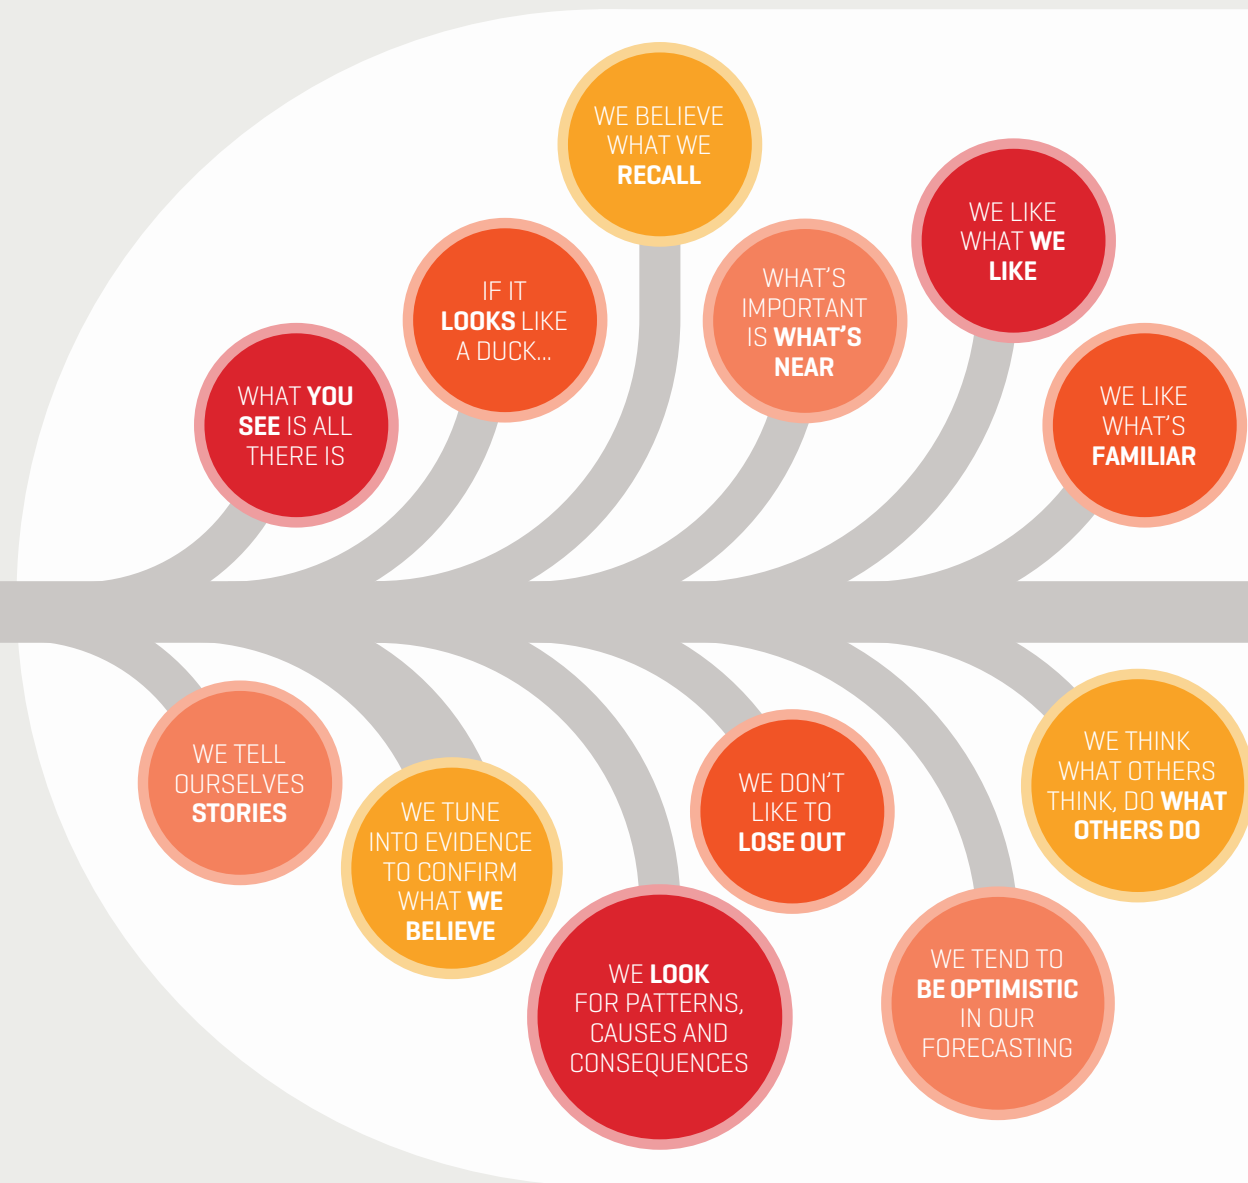 WE BELIEVE
WHAT WE
RECALL
WE LIKE
WHAT WE
LIKE
IF IT
LOOKS LIKE
A DUCK...
WHAT'S
IMPORTANT
IS WHAT'S
NEAR
WHAT YOU
SEE IS ALL
THERE IS
WE LIKE
WHAT'S
FAMILIAR
WE TELL
OURSELVES
STORIES
WE TUNE
INTO EVIDENCE
TO CONFIRM
WHAT WE
BELIEVE
WE DON'T
LIKE TO
LOSE OUT
WE THINK
WHAT OTHERS
THINK, DO WHAT
OTHERS DO
WE LOOK
FOR PATTERNS,
CAUSES AND
CONSEQUENCES
WE TEND TO
BE OPTIMISTIC
IN OUR
FORECASTING